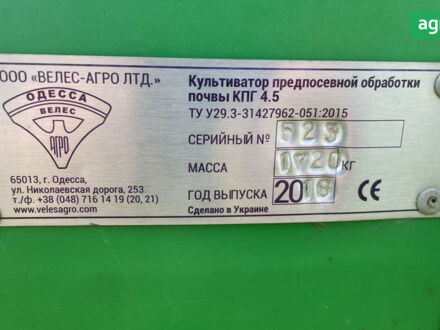 ООО "ВЕЛЕС-АГРО ЛТД."
ОДЕССА
ВЕЛЕС
АГРО
65013, г. Одесса,
ул. Николаевская дорога, 253
т./ф. +38 (048) 716 14 19 (20, 21)
www.velesagro.com
Культиватор предпосевной обработки
почвы КПГ 4.5
ТУ У29.3-31427962-051:2015
СЕРИЙНЫЙ № 523
МАССА 1720 КГ
ГОД ВЫПУСКА 2018 CE
Сделано в Украине
agr